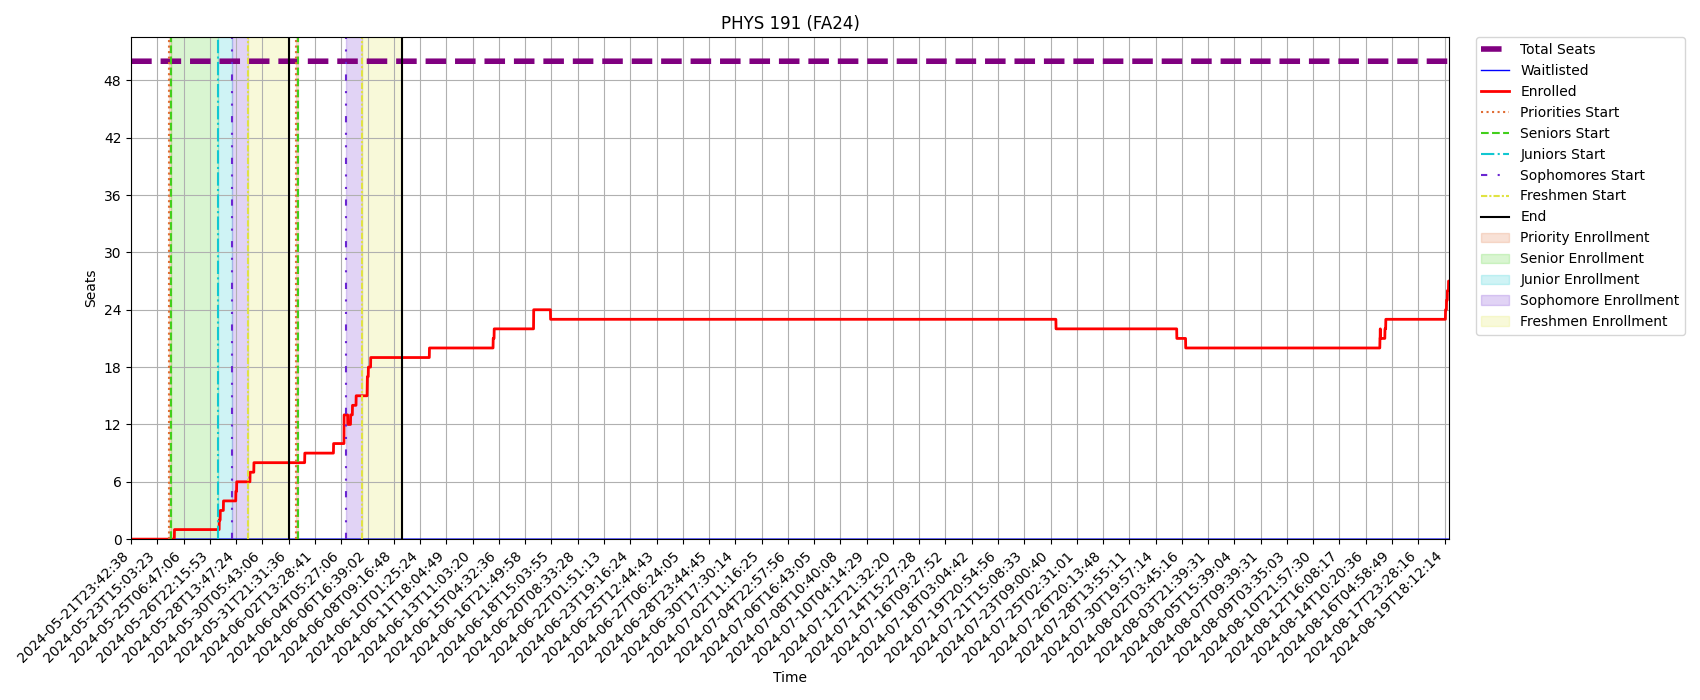 PHYS 191 (FA24)
Total Seats
Waitlisted
Enrolled
Priorities Start
Seniors Start
Juniors Start
Sophomores Start
Freshmen Start
End
Priority Enrollment
Senior Enrollment
Junior Enrollment
Sophomore Enrollment
Freshmen Enrollment
Seats
48
42
36
30
24
18
12
6
0
2024-05-21T23:42:38
2024-05-23T15:03:23
2024-05-25T06:47:06
2024-05-26T22:15:53
2024-05-28T13:47:24
2024-05-30T05:43:06
2024-05-31T21:31:36
2024-06-02T13:28:41
2024-06-04T05:27:06
2024-06-06T16:39:02
2024-06-08T09:16:48
2024-06-10T01:25:24
2024-06-11T18:04:49
2024-06-13T11:03:20
2024-06-15T04:32:36
2024-06-16T21:49:58
2024-06-18T15:03:55
2024-06-20T08:33:28
2024-06-22T01:51:13
2024-06-23T19:16:24
2024-06-25T12:44:43
2024-06-27T06:24:05
2024-06-28T23:44:45
2024-06-30T17:30:14
2024-07-02T11:16:25
2024-07-04T22:57:56
2024-07-06T16:43:05
2024-07-08T10:40:08
2024-07-10T04:14:29
2024-07-12T21:32:20
2024-07-14T15:27:28
2024-07-16T09:27:52
2024-07-18T03:04:42
2024-07-19T20:54:56
2024-07-21T15:08:33
2024-07-23T09:00:40
2024-07-25T02:31:01
2024-07-26T20:13:48
2024-07-28T13:55:11
2024-07-30T19:57:14
2024-08-02T03:45:16
2024-08-03T21:39:31
2024-08-05T15:39:04
2024-08-07T09:39:31
2024-08-09T03:35:03
2024-08-10T21:57:30
2024-08-12T16:08:17
2024-08-14T10:20:36
2024-08-16T04:58:49
2024-08-17T23:28:16
2024-08-19T18:12:14
Time